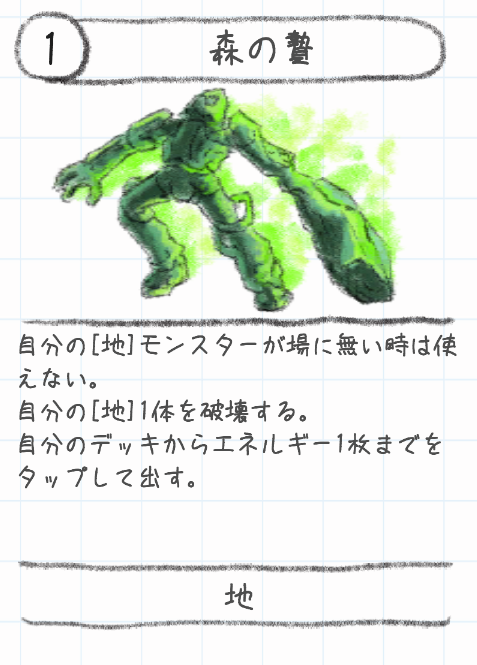 1
森の贄
自分の[地]モンスターが場に無い時は使
えない。
自分の[地]1体を破壊する。
自分のデッキからエネルギー1枚までを
タップして出す。
地